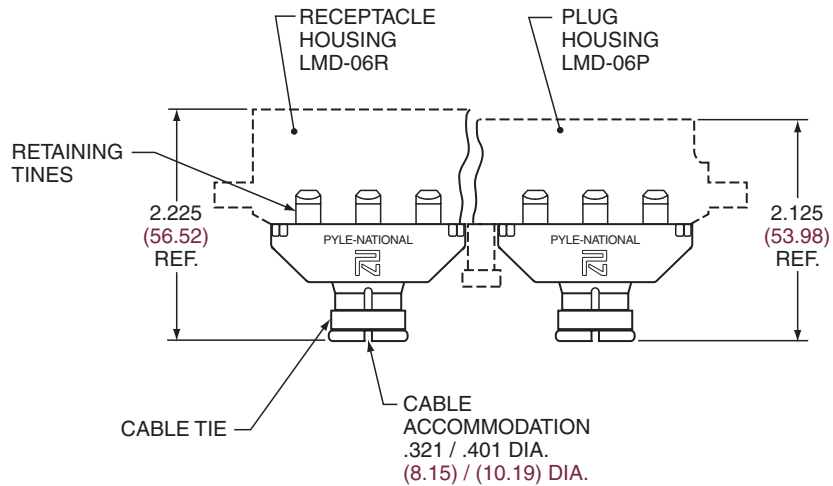 RECEPTACLE
HOUSING
LMD-06R
PLUG
HOUSING
LMD-06P
RETAINING
TINES
2.225
(56.52)
REF.
2.125
(53.98)
REF.
PYLE-NATIONAL
PYLE-NATIONAL
CABLE TIE
CABLE
ACCOMMODATION
.321 / .401 DIA.
(8.15) / (10.19) DIA.